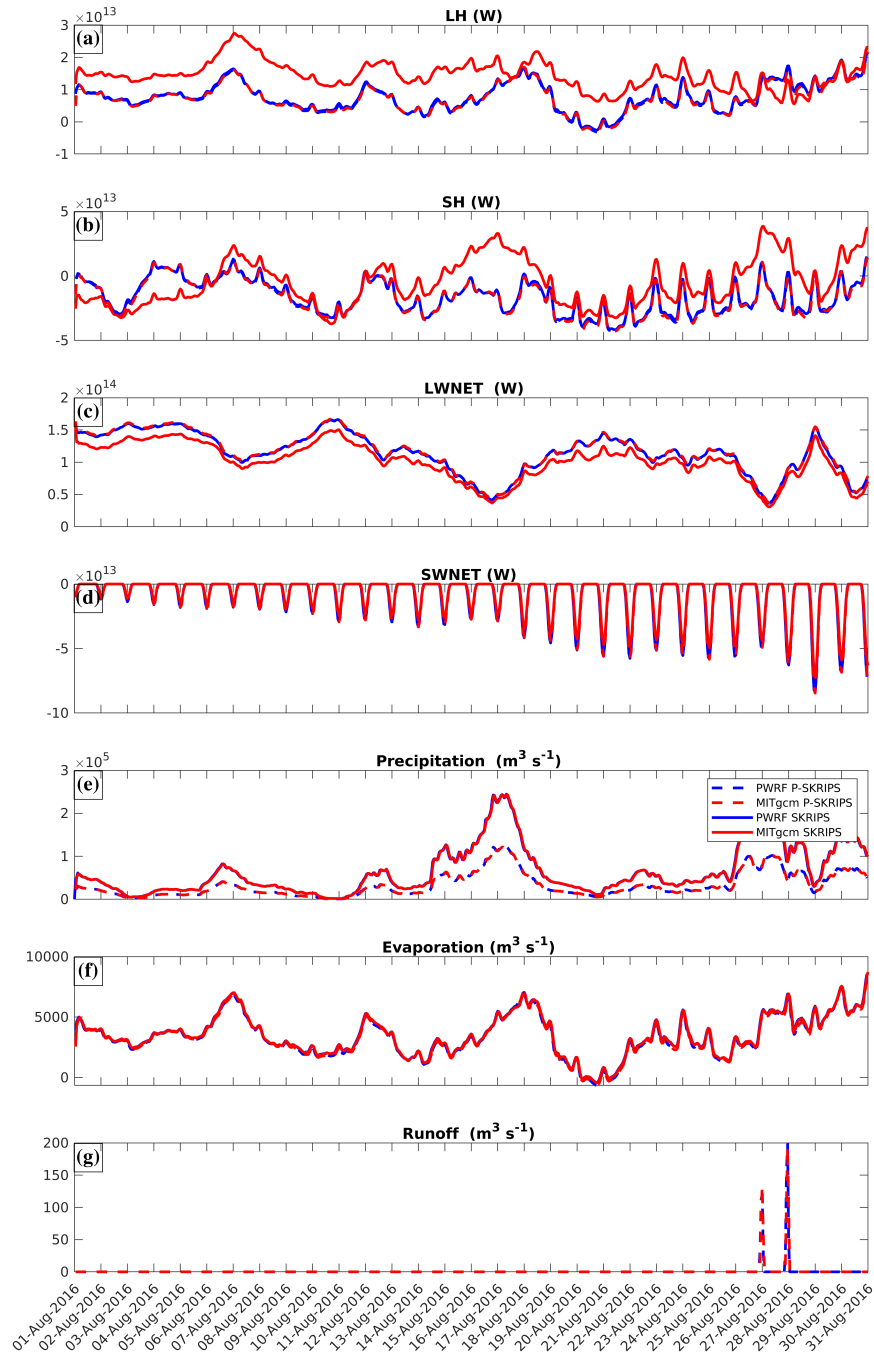 LH (W)
×10^13
(a)
3
2
1
0
-1
SH (W)
×10^13
(b)
5
0
-5
LWNET (W)
×10^14
(c)
2
1.5
1
0.5
0
SWNET (W)
×10^13
(d)
0
-5
-10
Precipitation (m^3 s^-1)
×10^5
(e)
3
2
1
0
PWRF P-SKRIPS
MITgcm P-SKRIPS
PWRF SKRIPS
MITgcm SKRIPS
Evaporation (m^3 s^-1)
(f)
10000
5000
0
Runoff (m^3 s^-1)
(g)
200
150
100
50
0
01-Aug-2016
02-Aug-2016
03-Aug-2016
04-Aug-2016
05-Aug-2016
06-Aug-2016
07-Aug-2016
08-Aug-2016
09-Aug-2016
10-Aug-2016
11-Aug-2016
12-Aug-2016
13-Aug-2016
14-Aug-2016
15-Aug-2016
16-Aug-2016
17-Aug-2016
18-Aug-2016
19-Aug-2016
20-Aug-2016
21-Aug-2016
22-Aug-2016
23-Aug-2016
24-Aug-2016
25-Aug-2016
26-Aug-2016
27-Aug-2016
28-Aug-2016
29-Aug-2016
30-Aug-2016
31-Aug-2016